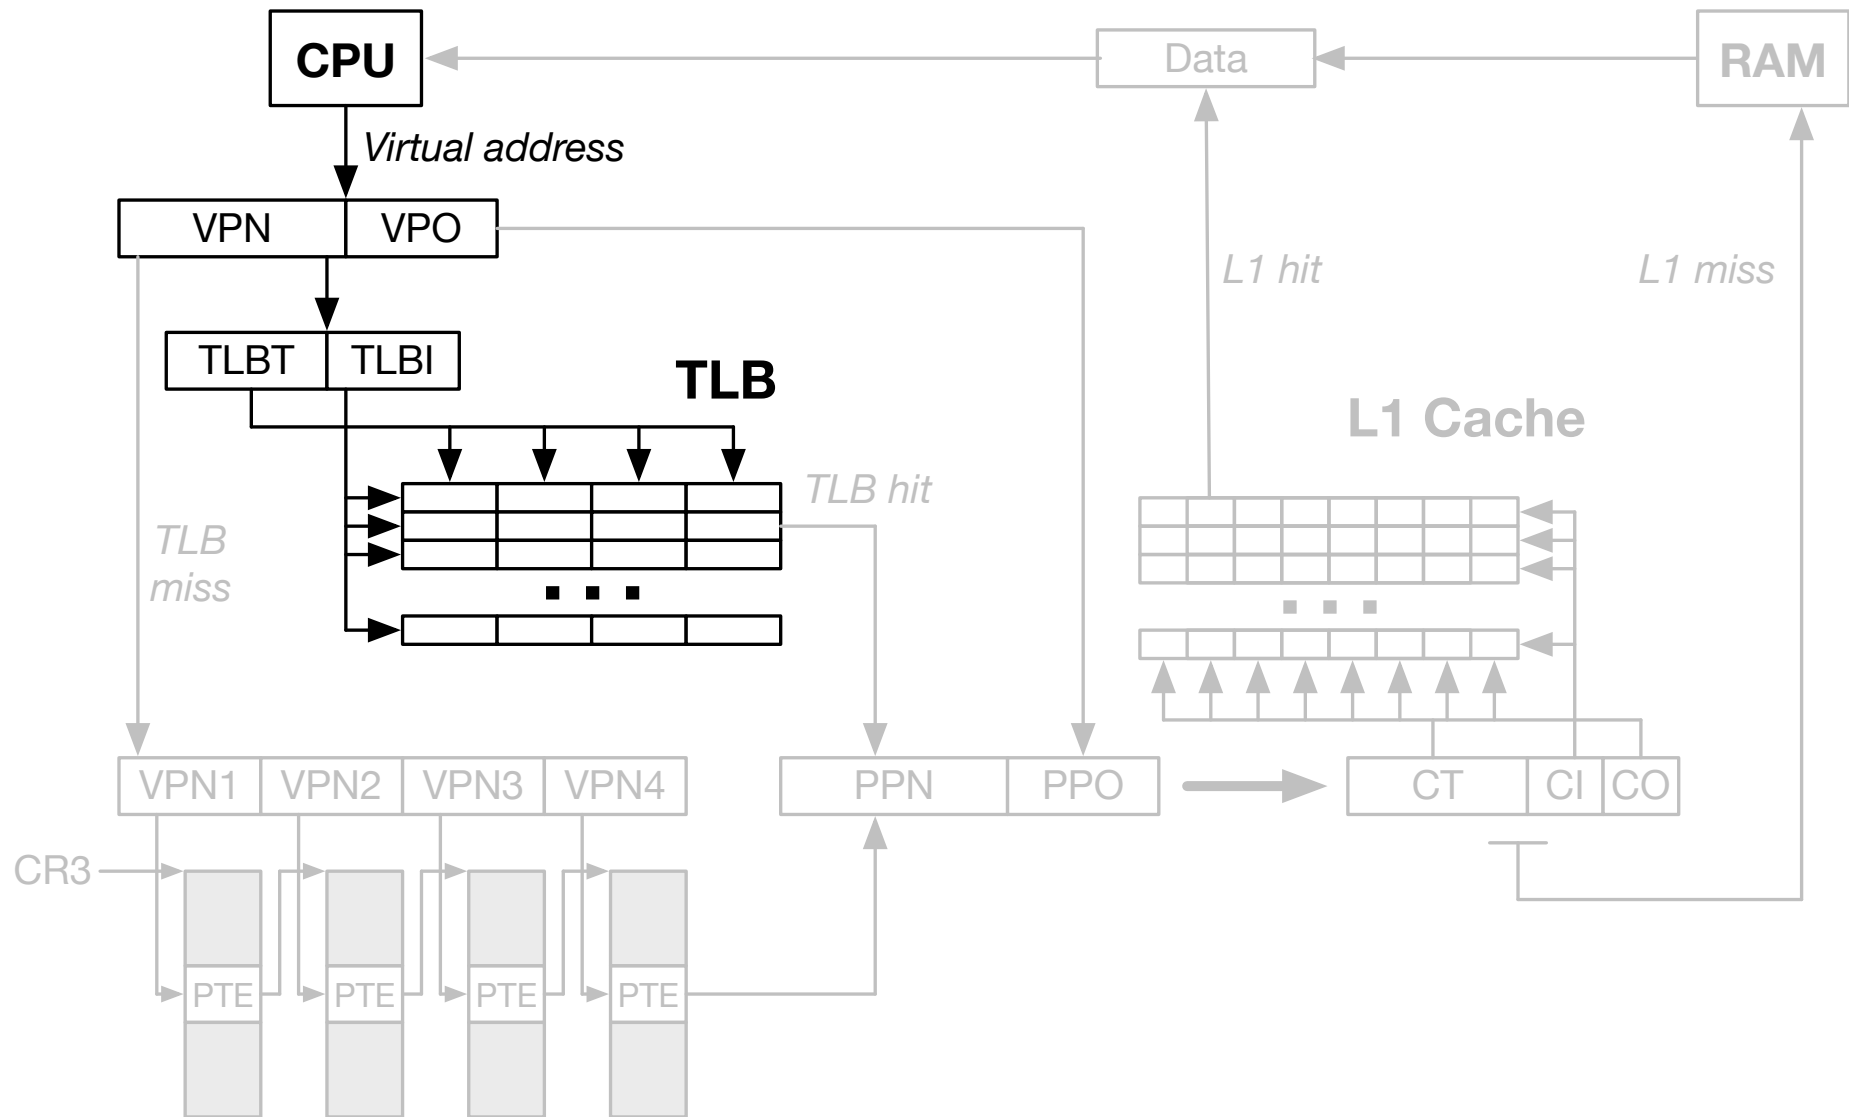 CPU
Data
RAM
Virtual address
VPN VPO
L1 hit
L1 miss
TLBT TLBI
TLB
L1 Cache
TLB hit
TLB
miss
VPN1 VPN2 VPN3 VPN4
PPN PPO
CT CI CO
CR3
PTE PTE PTE PTE